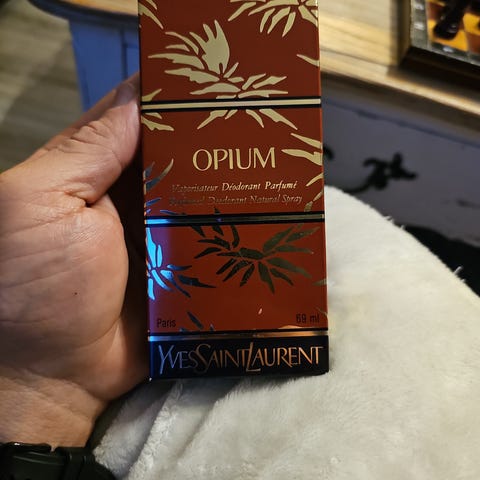 OPIUM
Vaporisateur Déodorant Parfumé
Perfumed Deodorant Natural Spray
Paris 69 ml
YVESSAINTLAURENT